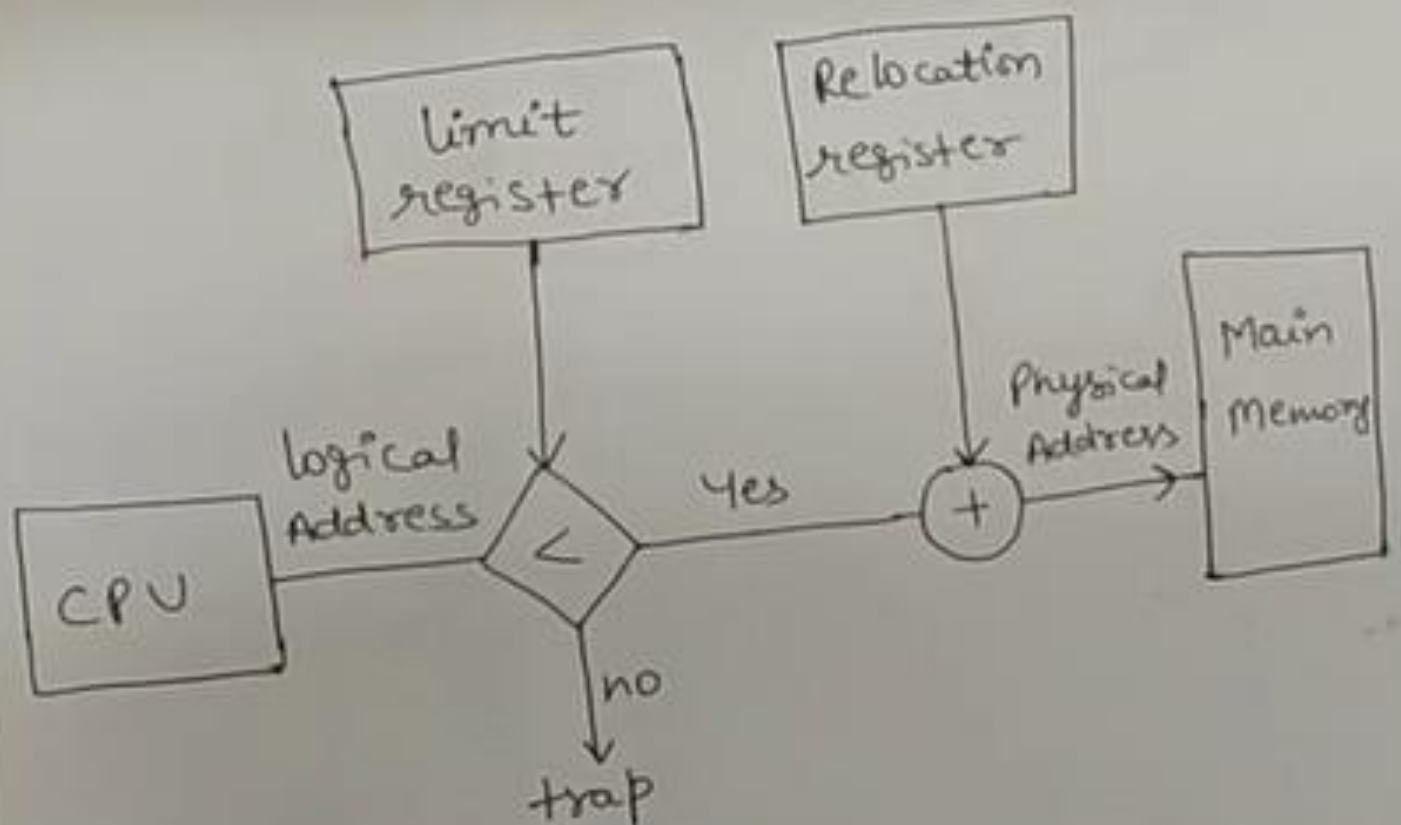 limit
register
Relocation
register
Main
Memory
Physical
Address
logical
Address
CPU
<
Yes
+
no
trap